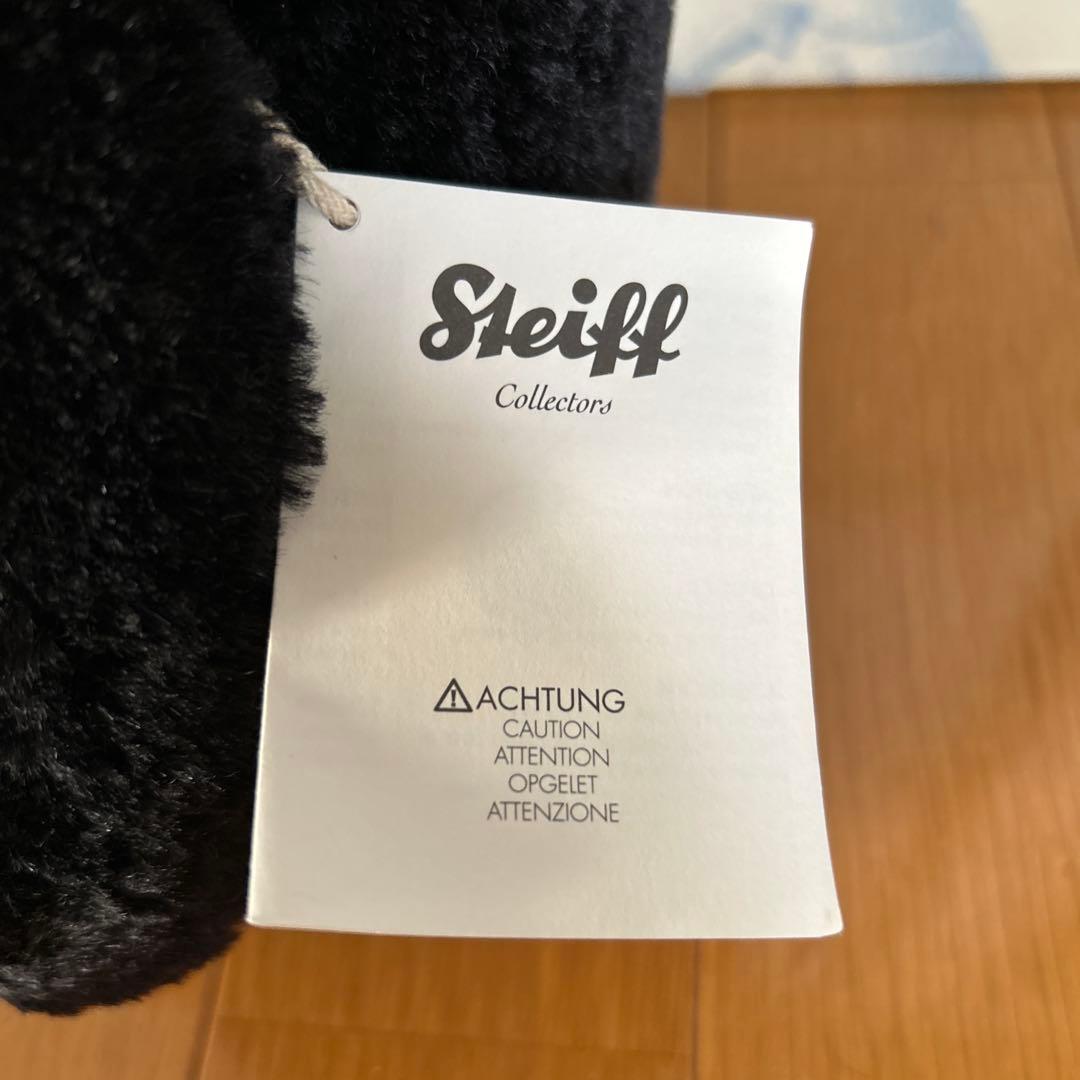 Steiff
Collectors
⚠ACHTUNG
CAUTION
ATTENTION
OPGELET
ATTENZIONE